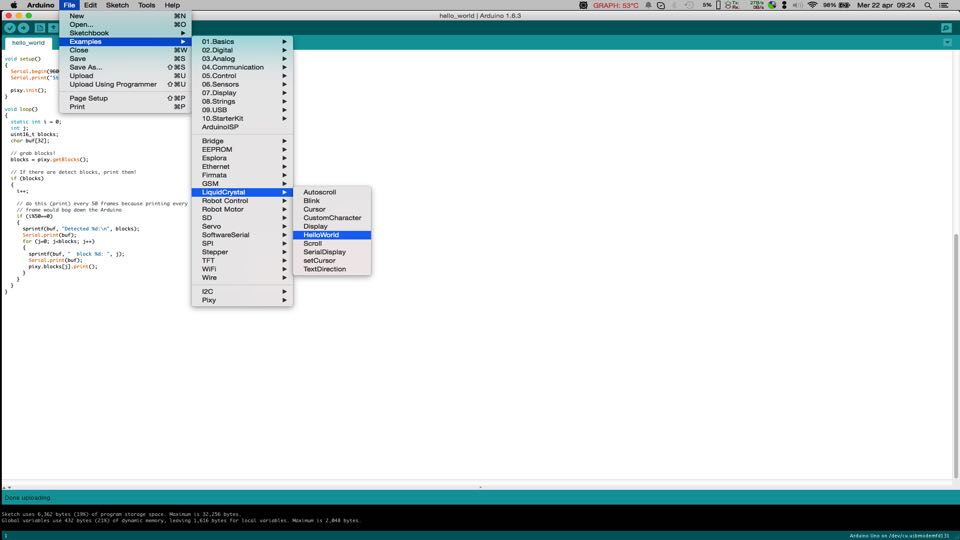 Arduino File Edit Sketch Tools Help GRAPH: 53°C 5% 98% Mer 22 apr 09:24
hello_world | Arduino 1.6.3
hello_world
New ⌘N
Open... ⌘O
Sketchbook
Examples
Close ⌘W
Save ⌘S
Save As... ⇧⌘S
Upload ⌘U
Upload Using Programmer ⇧⌘U
Page Setup ⇧⌘P
Print ⌘P
01.Basics
02.Digital
03.Analog
04.Communication
05.Control
06.Sensors
07.Display
08.Strings
09.USB
10.StarterKit
ArduinoISP
Bridge
EEPROM
Esplora
Ethernet
Firmata
GSM
LiquidCrystal
Robot Control
Robot Motor
SD
Servo
SoftwareSerial
SPI
Stepper
TFT
WiFi
Wire
I2C
Pixy
Autoscroll
Blink
Cursor
CustomCharacter
Display
HelloWorld
Scroll
SerialDisplay
setCursor
TextDirection
void setup()
{
Serial.begin(960
Serial.print("St
pixy.init();
}
void loop()
{
static int i = 0;
int j;
uint16_t blocks;
char buf[32];
// grab blocks!
blocks = pixy.getBlocks();
// If there are detect blocks, print them!
if (blocks)
{
i++;
// do this (print) every 50 frames because printing every
// frame would bog down the Arduino
if (i%50==0)
{
sprintf(buf, "Detected %d:\n", blocks);
Serial.print(buf);
for (j=0; j<blocks; j++)
{
sprintf(buf, "  block %d: ", j);
Serial.print(buf);
pixy.blocks[j].print();
}
}
}
}
Done uploading.
Sketch uses 6,362 bytes (19%) of program storage space. Maximum is 32,256 bytes.
Global variables use 432 bytes (21%) of dynamic memory, leaving 1,616 bytes for local variables. Maximum is 2,048 bytes.
1 Arduino Uno on /dev/cu.usbmodemfd131